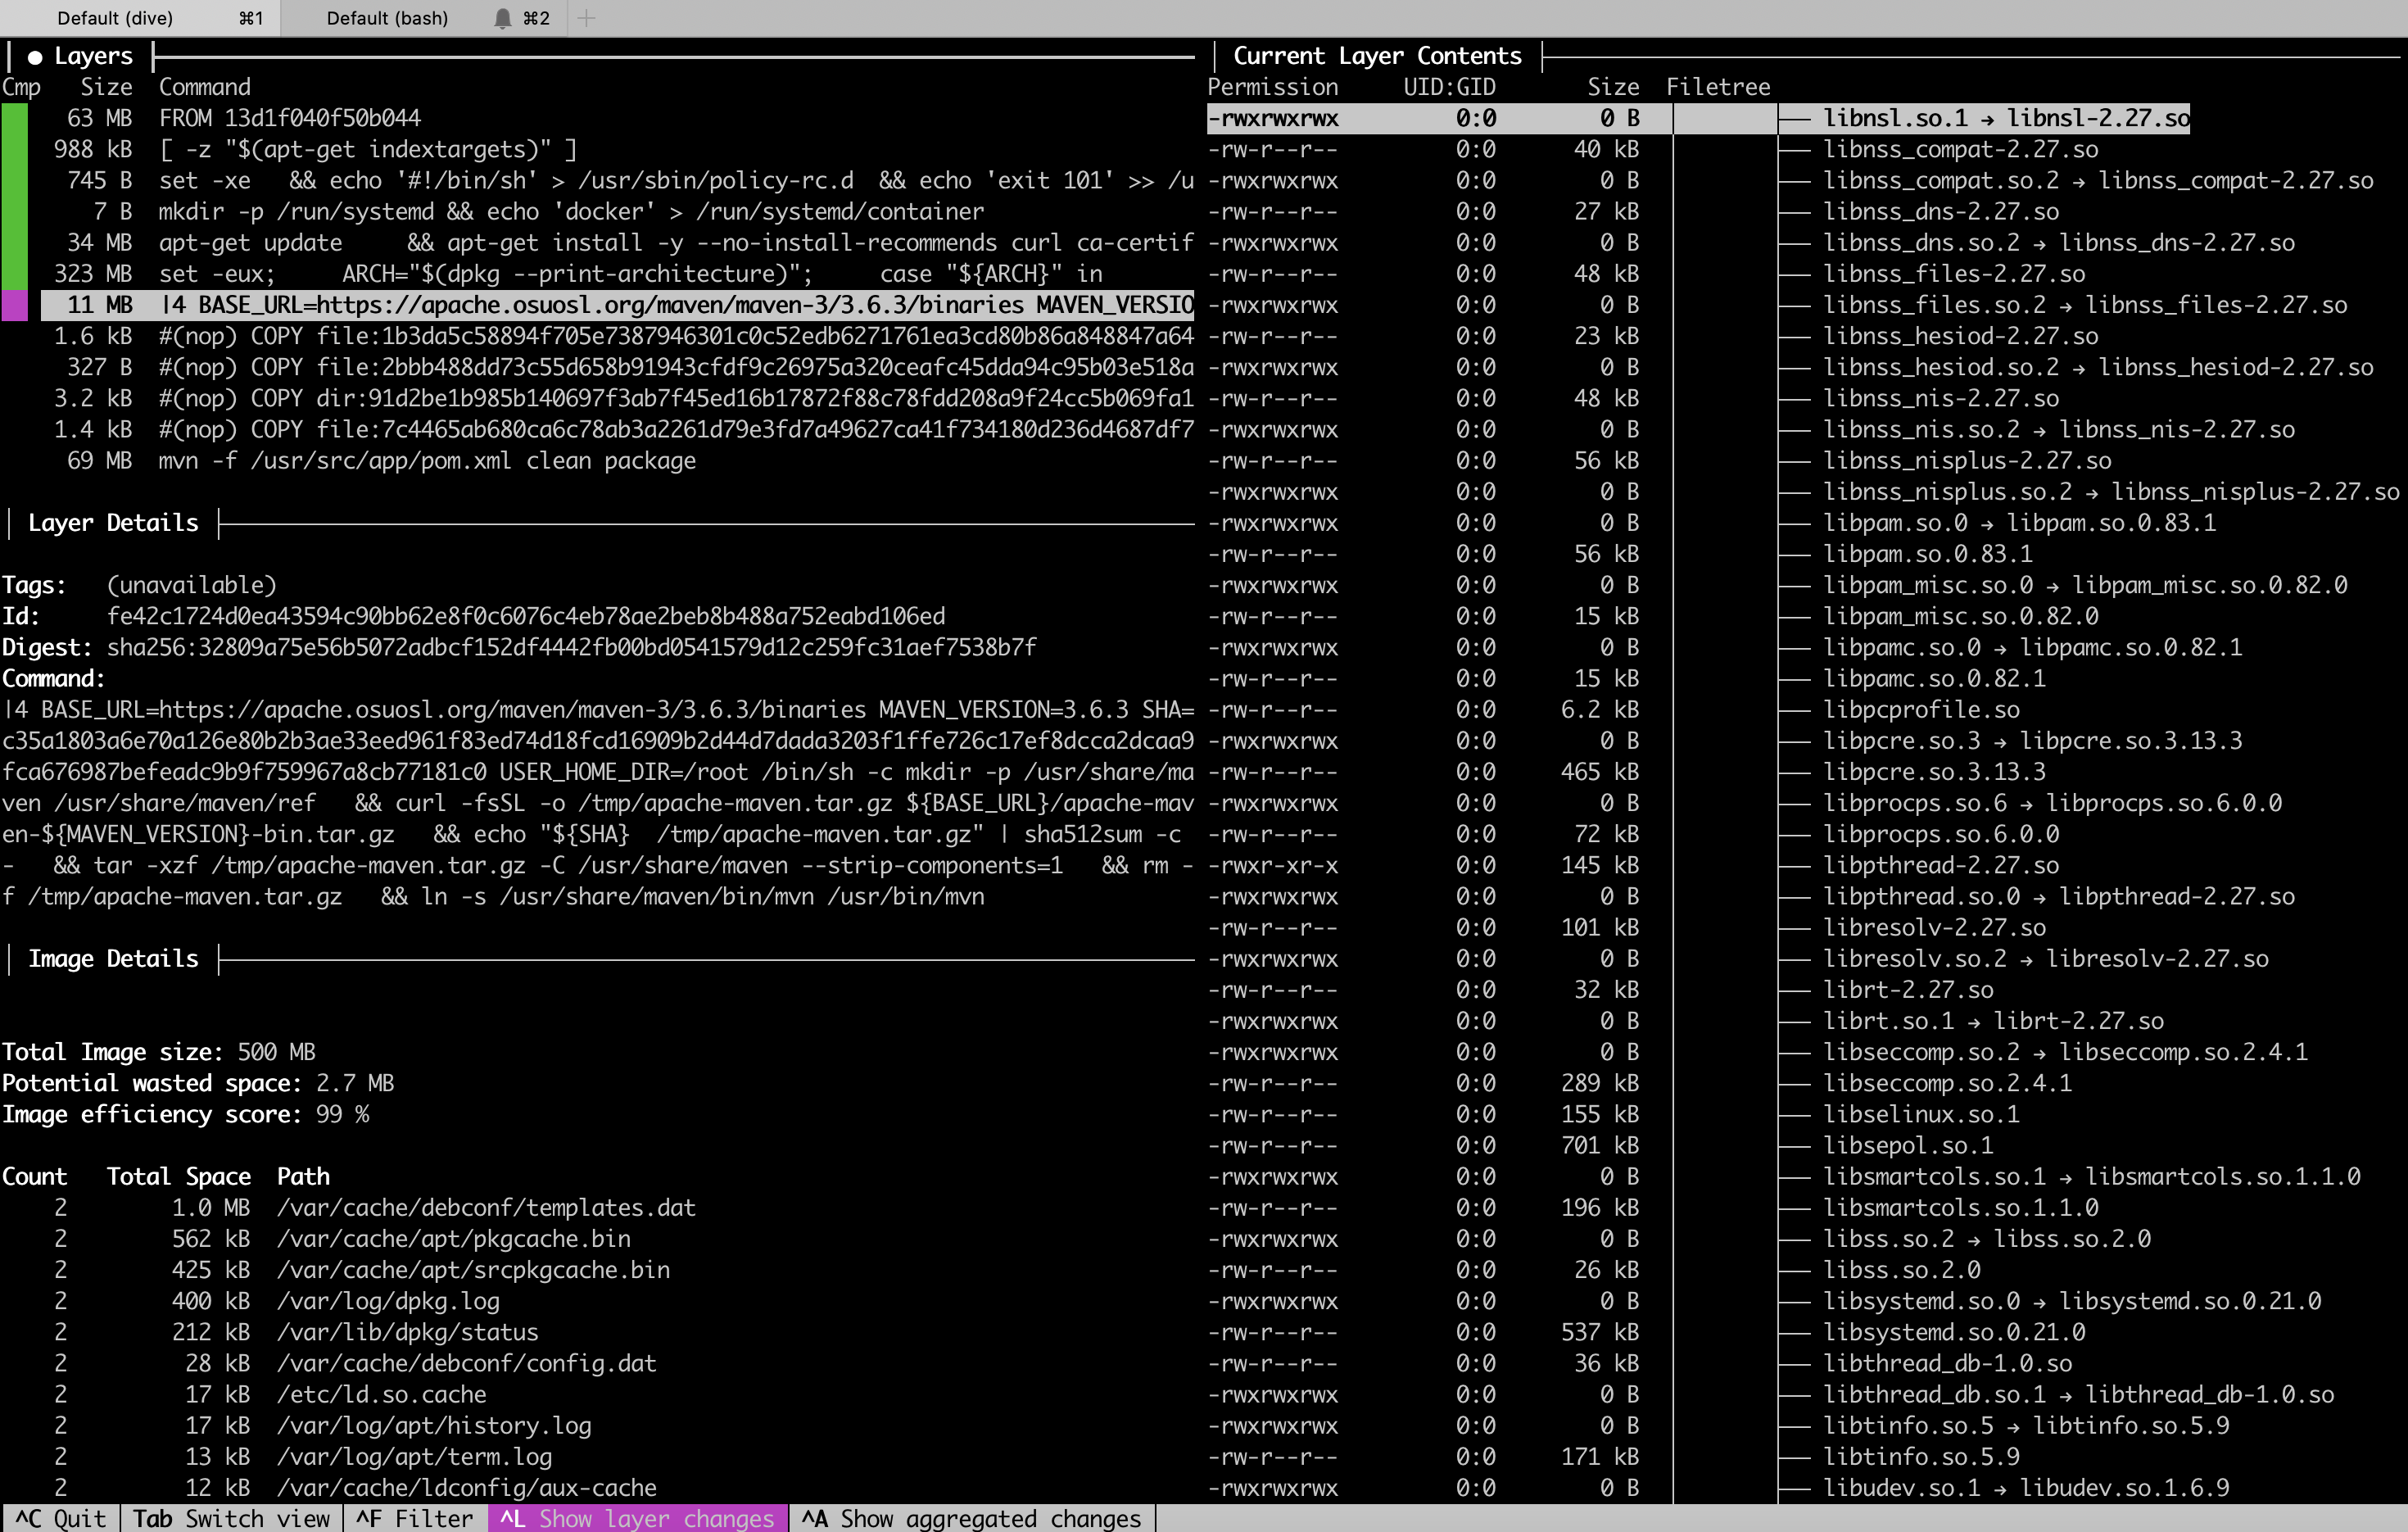 Default (dive) ⌘1 Default (bash) ⌘2 +
● Layers
Cmp Size Command
63 MB FROM 13d1f040f50b044
988 kB [ -z "$(apt-get indextargets)" ]
745 B set -xe && echo '#!/bin/sh' > /usr/sbin/policy-rc.d && echo 'exit 101' >> /u
7 B mkdir -p /run/systemd && echo 'docker' > /run/systemd/container
34 MB apt-get update && apt-get install -y --no-install-recommends curl ca-certif
323 MB set -eux; ARCH="$(dpkg --print-architecture)"; case "${ARCH}" in
11 MB |4 BASE_URL=https://apache.osuosl.org/maven/maven-3/3.6.3/binaries MAVEN_VERSIO
1.6 kB #(nop) COPY file:1b3da5c58894f705e7387946301c0c52edb6271761ea3cd80b86a848847a64
327 B #(nop) COPY file:2bbb488dd73c55d658b91943cfdf9c26975a320ceafc45dda94c95b03e518a
3.2 kB #(nop) COPY dir:91d2be1b985b140697f3ab7f45ed16b17872f88c78fdd208a9f24cc5b069fa1
1.4 kB #(nop) COPY file:7c4465ab680ca6c78ab3a2261d79e3fd7a49627ca41f734180d236d4687df7
69 MB mvn -f /usr/src/app/pom.xml clean package
Layer Details
Tags: (unavailable)
Id: fe42c1724d0ea43594c90bb62e8f0c6076c4eb78ae2beb8b488a752eabd106ed
Digest: sha256:32809a75e56b5072adbcf152df4442fb00bd0541579d12c259fc31aef7538b7f
Command:
|4 BASE_URL=https://apache.osuosl.org/maven/maven-3/3.6.3/binaries MAVEN_VERSION=3.6.3 SHA=
c35a1803a6e70a126e80b2b3ae33eed961f83ed74d18fcd16909b2d44d7dada3203f1ffe726c17ef8dcca2dcaa9
fca676987befeadc9b9f759967a8cb77181c0 USER_HOME_DIR=/root /bin/sh -c mkdir -p /usr/share/ma
ven /usr/share/maven/ref && curl -fsSL -o /tmp/apache-maven.tar.gz ${BASE_URL}/apache-mav
en-${MAVEN_VERSION}-bin.tar.gz && echo "${SHA} /tmp/apache-maven.tar.gz" | sha512sum -c
- && tar -xzf /tmp/apache-maven.tar.gz -C /usr/share/maven --strip-components=1 && rm -
f /tmp/apache-maven.tar.gz && ln -s /usr/share/maven/bin/mvn /usr/bin/mvn
Image Details
Total Image size: 500 MB
Potential wasted space: 2.7 MB
Image efficiency score: 99 %
Count Total Space Path
2 1.0 MB /var/cache/debconf/templates.dat
2 562 kB /var/cache/apt/pkgcache.bin
2 425 kB /var/cache/apt/srcpkgcache.bin
2 400 kB /var/log/dpkg.log
2 212 kB /var/lib/dpkg/status
2 28 kB /var/cache/debconf/config.dat
2 17 kB /etc/ld.so.cache
2 17 kB /var/log/apt/history.log
2 13 kB /var/log/apt/term.log
2 12 kB /var/cache/ldconfig/aux-cache
Current Layer Contents
Permission UID:GID Size Filetree
-rwxrwxrwx 0:0 0 B ├── libnsl.so.1 → libnsl-2.27.so
-rw-r--r-- 0:0 40 kB ├── libnss_compat-2.27.so
-rwxrwxrwx 0:0 0 B ├── libnss_compat.so.2 → libnss_compat-2.27.so
-rw-r--r-- 0:0 27 kB ├── libnss_dns-2.27.so
-rwxrwxrwx 0:0 0 B ├── libnss_dns.so.2 → libnss_dns-2.27.so
-rw-r--r-- 0:0 48 kB ├── libnss_files-2.27.so
-rwxrwxrwx 0:0 0 B ├── libnss_files.so.2 → libnss_files-2.27.so
-rw-r--r-- 0:0 23 kB ├── libnss_hesiod-2.27.so
-rwxrwxrwx 0:0 0 B ├── libnss_hesiod.so.2 → libnss_hesiod-2.27.so
-rw-r--r-- 0:0 48 kB ├── libnss_nis-2.27.so
-rwxrwxrwx 0:0 0 B ├── libnss_nis.so.2 → libnss_nis-2.27.so
-rw-r--r-- 0:0 56 kB ├── libnss_nisplus-2.27.so
-rwxrwxrwx 0:0 0 B ├── libnss_nisplus.so.2 → libnss_nisplus-2.27.so
-rwxrwxrwx 0:0 0 B ├── libpam.so.0 → libpam.so.0.83.1
-rw-r--r-- 0:0 56 kB ├── libpam.so.0.83.1
-rwxrwxrwx 0:0 0 B ├── libpam_misc.so.0 → libpam_misc.so.0.82.0
-rw-r--r-- 0:0 15 kB ├── libpam_misc.so.0.82.0
-rwxrwxrwx 0:0 0 B ├── libpamc.so.0 → libpamc.so.0.82.1
-rw-r--r-- 0:0 15 kB ├── libpamc.so.0.82.1
-rw-r--r-- 0:0 6.2 kB ├── libpcprofile.so
-rwxrwxrwx 0:0 0 B ├── libpcre.so.3 → libpcre.so.3.13.3
-rw-r--r-- 0:0 465 kB ├── libpcre.so.3.13.3
-rwxrwxrwx 0:0 0 B ├── libprocps.so.6 → libprocps.so.6.0.0
-rw-r--r-- 0:0 72 kB ├── libprocps.so.6.0.0
-rwxr-xr-x 0:0 145 kB ├── libpthread-2.27.so
-rwxrwxrwx 0:0 0 B ├── libpthread.so.0 → libpthread-2.27.so
-rw-r--r-- 0:0 101 kB ├── libresolv-2.27.so
-rwxrwxrwx 0:0 0 B ├── libresolv.so.2 → libresolv-2.27.so
-rw-r--r-- 0:0 32 kB ├── librt-2.27.so
-rwxrwxrwx 0:0 0 B ├── librt.so.1 → librt-2.27.so
-rwxrwxrwx 0:0 0 B ├── libseccomp.so.2 → libseccomp.so.2.4.1
-rw-r--r-- 0:0 289 kB ├── libseccomp.so.2.4.1
-rw-r--r-- 0:0 155 kB ├── libselinux.so.1
-rw-r--r-- 0:0 701 kB ├── libsepol.so.1
-rwxrwxrwx 0:0 0 B ├── libsmartcols.so.1 → libsmartcols.so.1.1.0
-rw-r--r-- 0:0 196 kB ├── libsmartcols.so.1.1.0
-rwxrwxrwx 0:0 0 B ├── libss.so.2 → libss.so.2.0
-rw-r--r-- 0:0 26 kB ├── libss.so.2.0
-rwxrwxrwx 0:0 0 B ├── libsystemd.so.0 → libsystemd.so.0.21.0
-rw-r--r-- 0:0 537 kB ├── libsystemd.so.0.21.0
-rw-r--r-- 0:0 36 kB ├── libthread_db-1.0.so
-rwxrwxrwx 0:0 0 B ├── libthread_db.so.1 → libthread_db-1.0.so
-rwxrwxrwx 0:0 0 B ├── libtinfo.so.5 → libtinfo.so.5.9
-rw-r--r-- 0:0 171 kB ├── libtinfo.so.5.9
-rwxrwxrwx 0:0 0 B ├── libudev.so.1 → libudev.so.1.6.9
^C Quit Tab Switch view ^F Filter ^L Show layer changes ^A Show aggregated changes